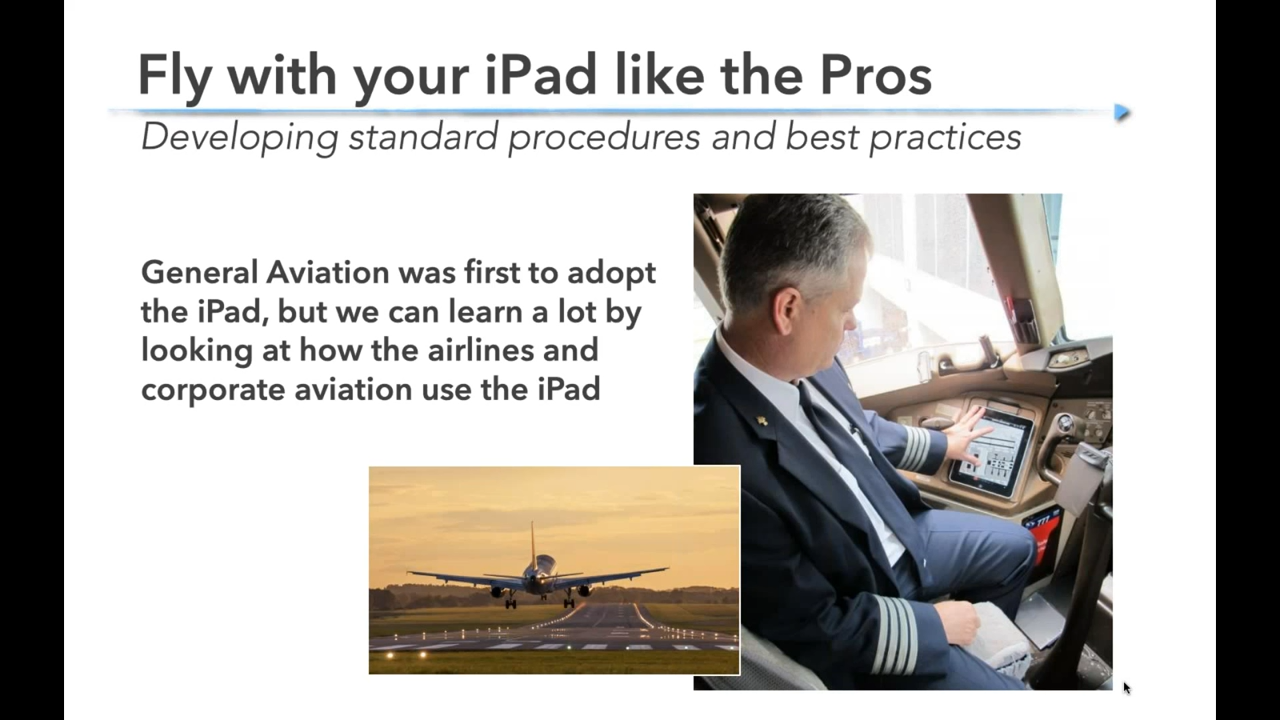 Fly with your iPad like the Pros
Developing standard procedures and best practices
General Aviation was first to adopt
the iPad, but we can learn a lot by
looking at how the airlines and
corporate aviation use the iPad
777